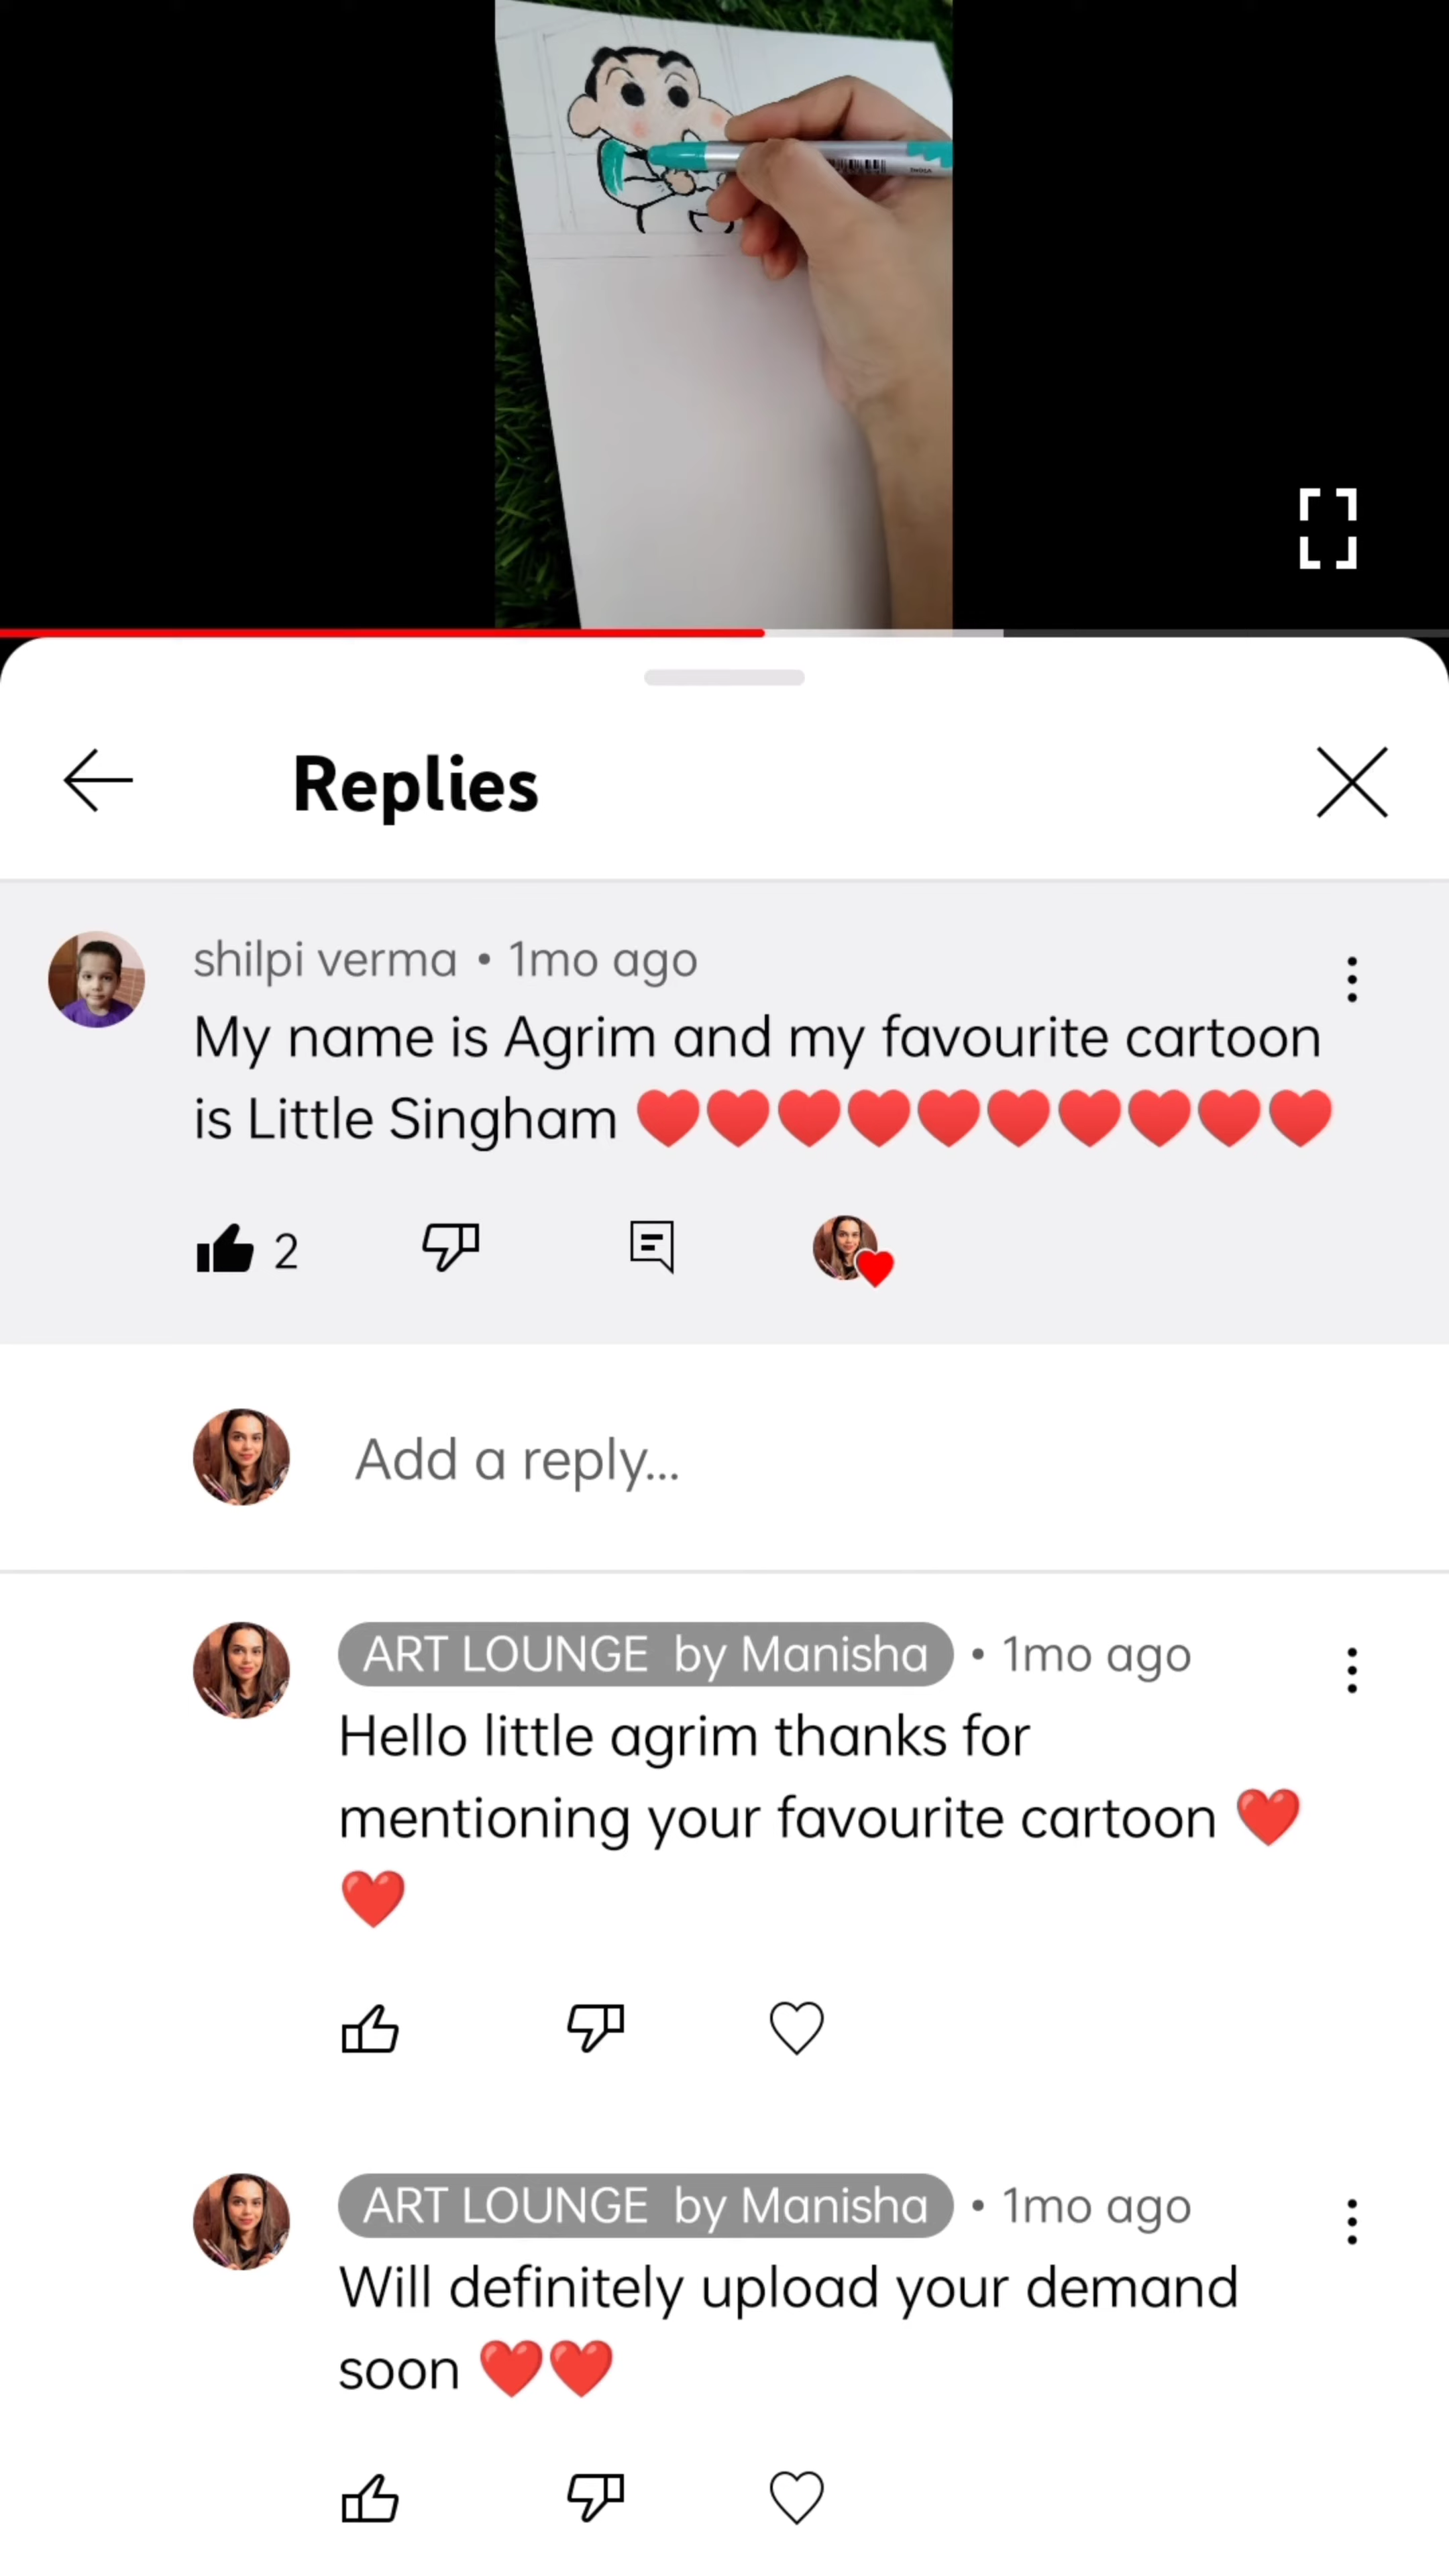 Replies
shilpi verma • 1mo ago
My name is Agrim and my favourite cartoon
is Little Singham ❤️❤️❤️❤️❤️❤️❤️❤️❤️❤️
2
Add a reply...
ART LOUNGE by Manisha • 1mo ago
Hello little agrim thanks for
mentioning your favourite cartoon ❤️
❤️
ART LOUNGE by Manisha • 1mo ago
Will definitely upload your demand
soon ❤️❤️